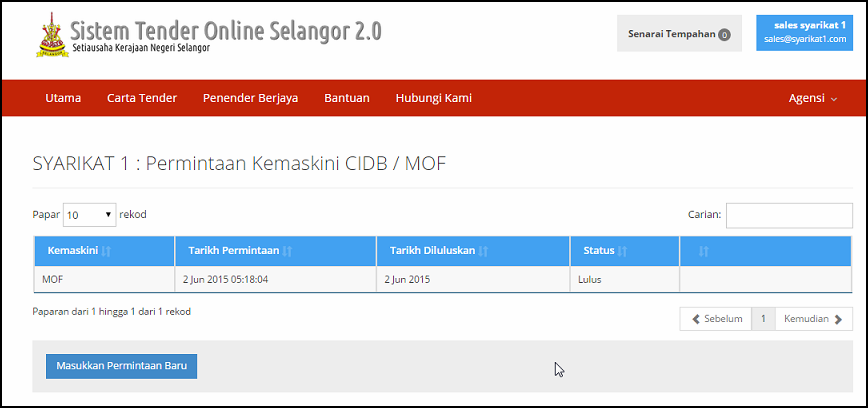 Sistem Tender Online Selangor 2.0
Setiausaha Kerajaan Negeri Selangor
Senarai Tempahan 0
sales syarikat 1
sales@syarikat1.com
Utama Carta Tender Penender Berjaya Bantuan Hubungi Kami Agensi
SYARIKAT 1 : Permintaan Kemaskini CIDB / MOF
Papar 10 rekod Carian:
Kemaskini Tarikh Permintaan Tarikh Diluluskan Status
MOF 2 Jun 2015 05:18:04 2 Jun 2015 Lulus
Paparan dari 1 hingga 1 dari 1 rekod
Sebelum 1 Kemudian
Masukkan Permintaan Baru